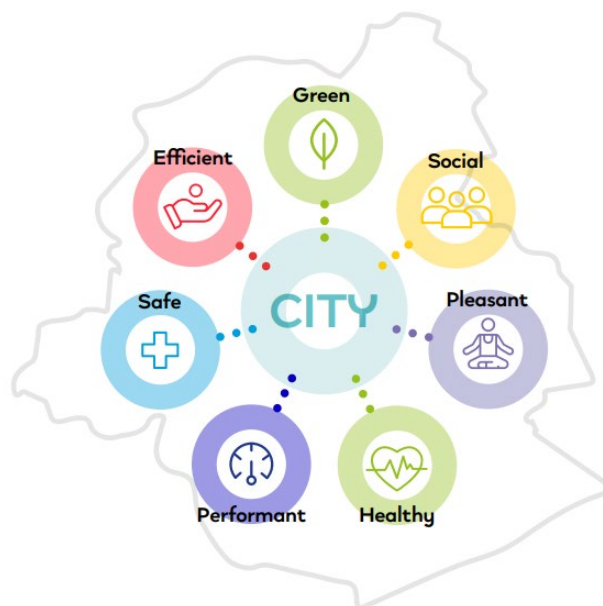 Green
Efficient
Social
CITY
Safe
Pleasant
Performant
Healthy